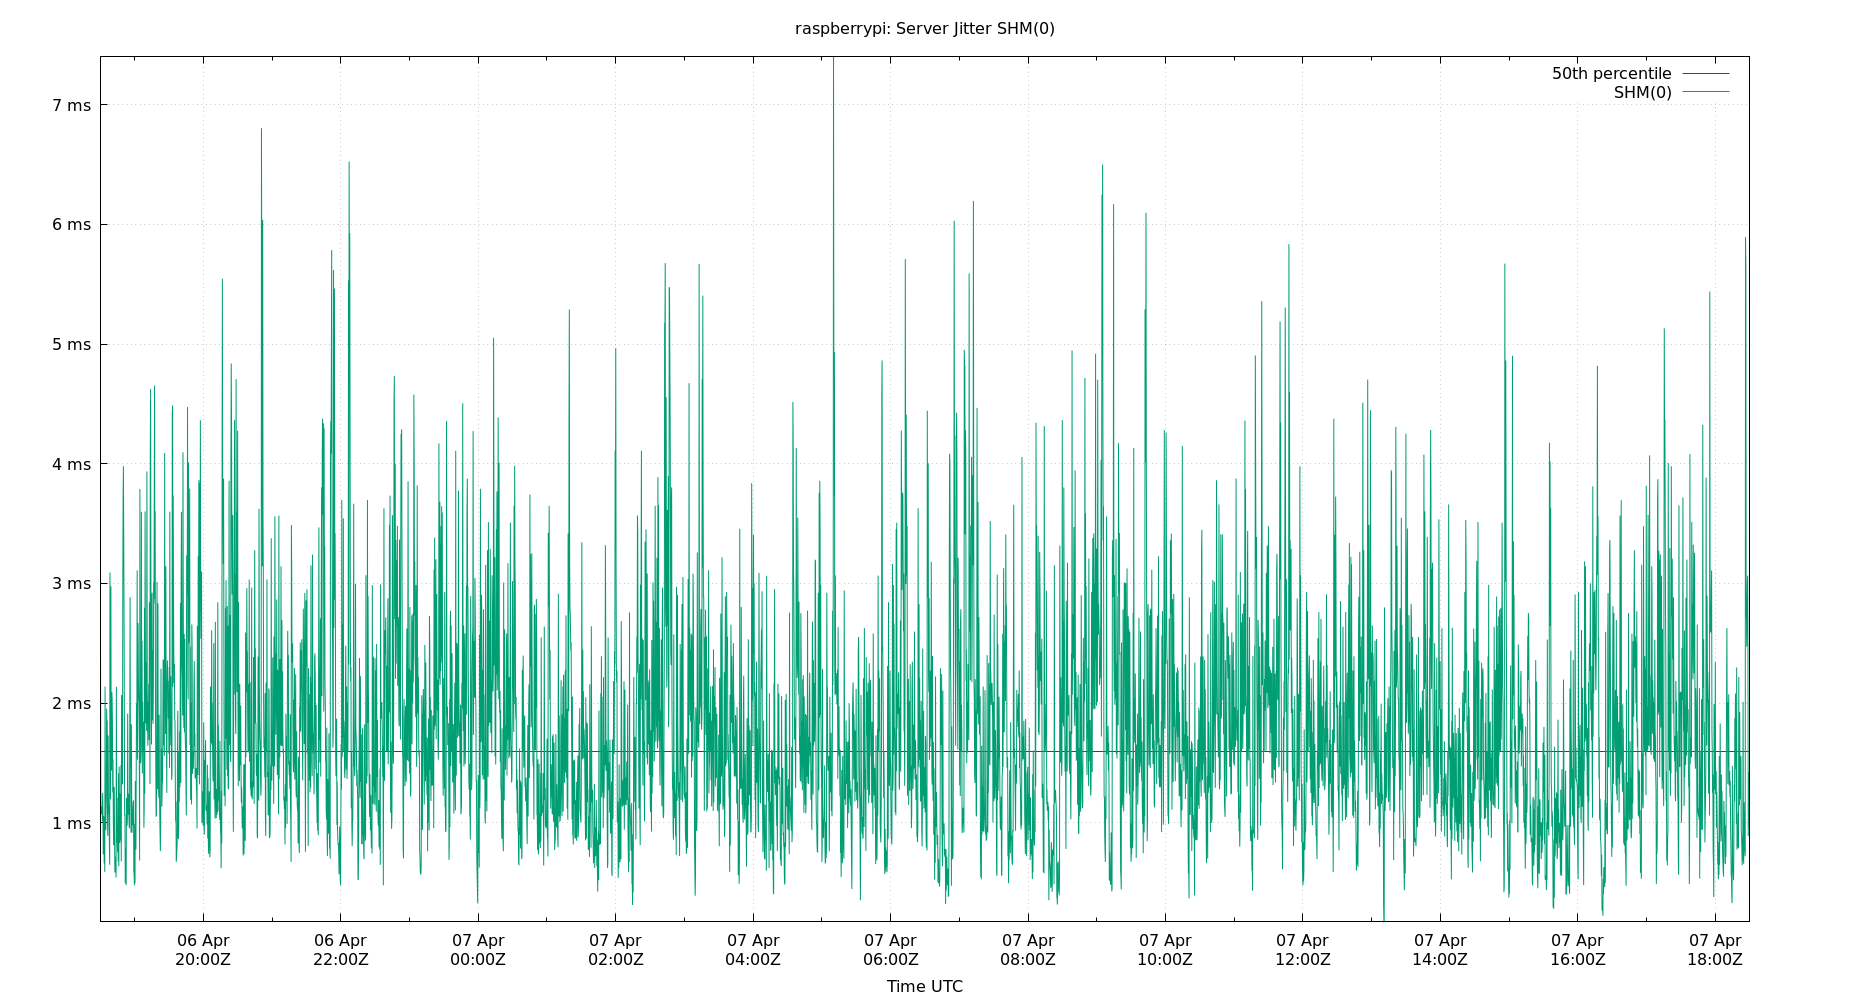 raspberrypi: Server Jitter SHM(0)
50th percentile
SHM(0)
7 ms
6 ms
5 ms
4 ms
3 ms
2 ms
1 ms
06 Apr 06 Apr 07 Apr 07 Apr 07 Apr 07 Apr 07 Apr 07 Apr 07 Apr 07 Apr 07 Apr 07 Apr
20:00Z 22:00Z 00:00Z 02:00Z 04:00Z 06:00Z 08:00Z 10:00Z 12:00Z 14:00Z 16:00Z 18:00Z
Time UTC